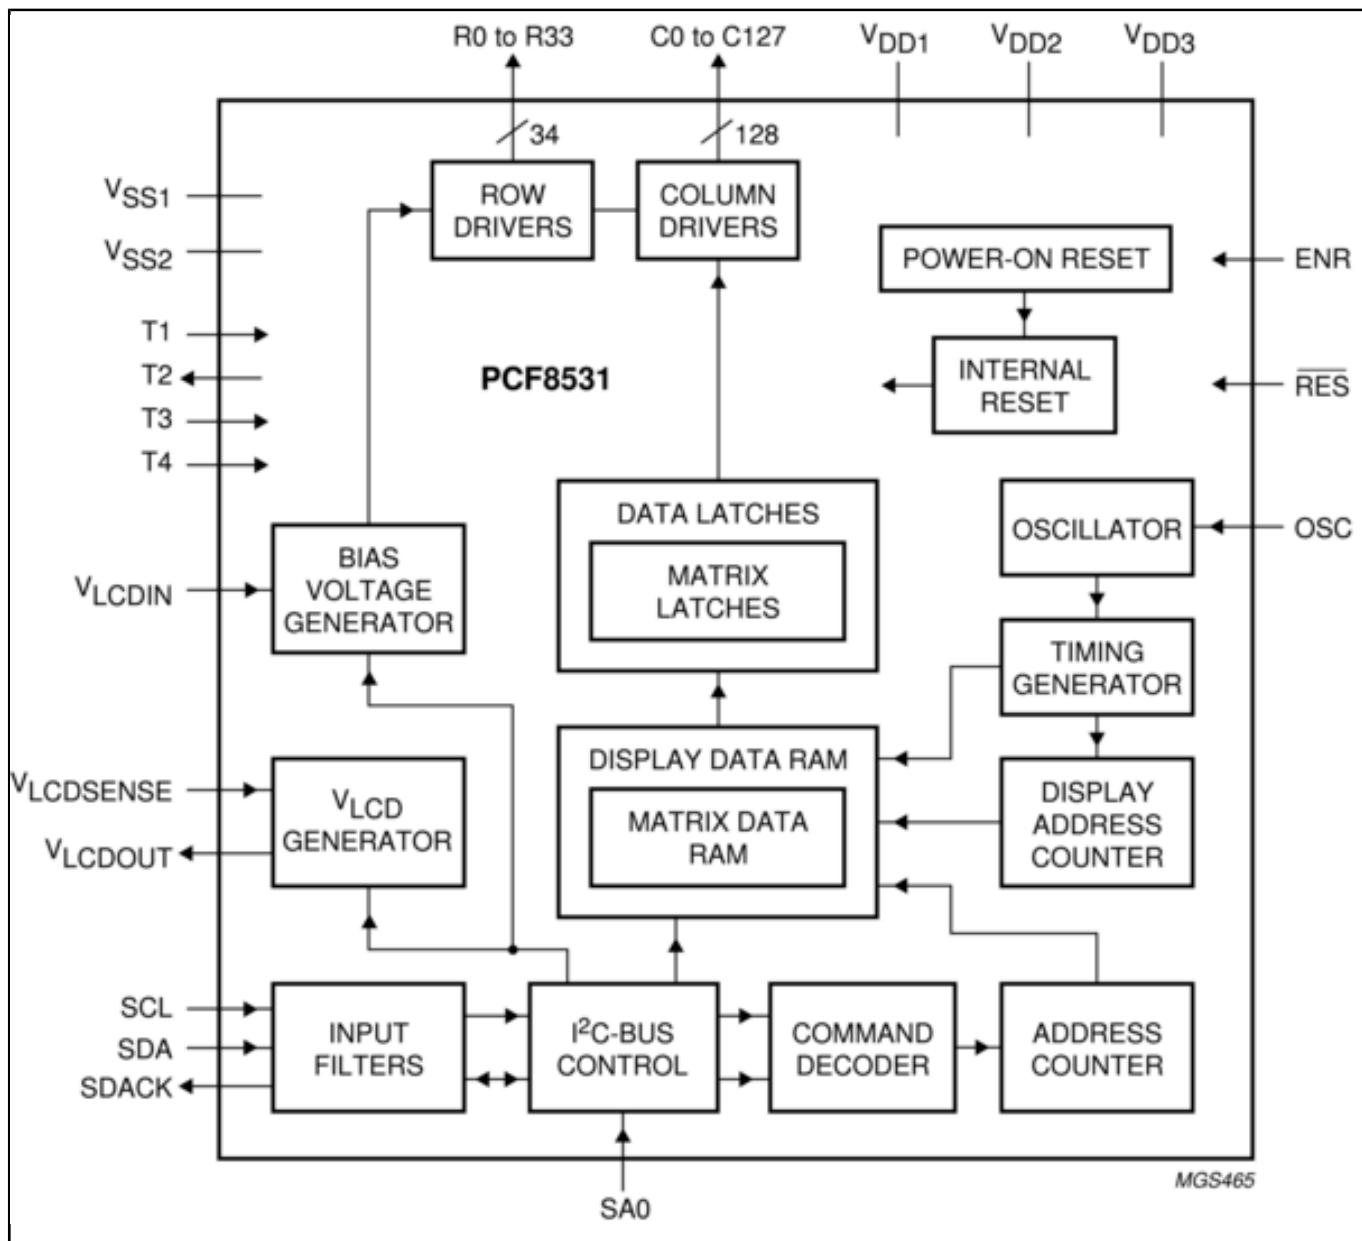 R0 to R33
C0 to C127
VDD1
VDD2
VDD3
34
128
VSS1
VSS2
T1
T2
T3
T4
ROW
DRIVERS
COLUMN
DRIVERS
POWER-ON RESET
ENR
INTERNAL
RESET
RES
PCF8531
DATA LATCHES
MATRIX
LATCHES
OSCILLATOR
OSC
BIAS
VOLTAGE
GENERATOR
VLCDIN
TIMING
GENERATOR
DISPLAY DATA RAM
MATRIX DATA
RAM
DISPLAY
ADDRESS
COUNTER
VLCDSENSE
VLCDOUT
VLCD
GENERATOR
SCL
SDA
SDACK
INPUT
FILTERS
I²C-BUS
CONTROL
COMMAND
DECODER
ADDRESS
COUNTER
SA0
MGS465